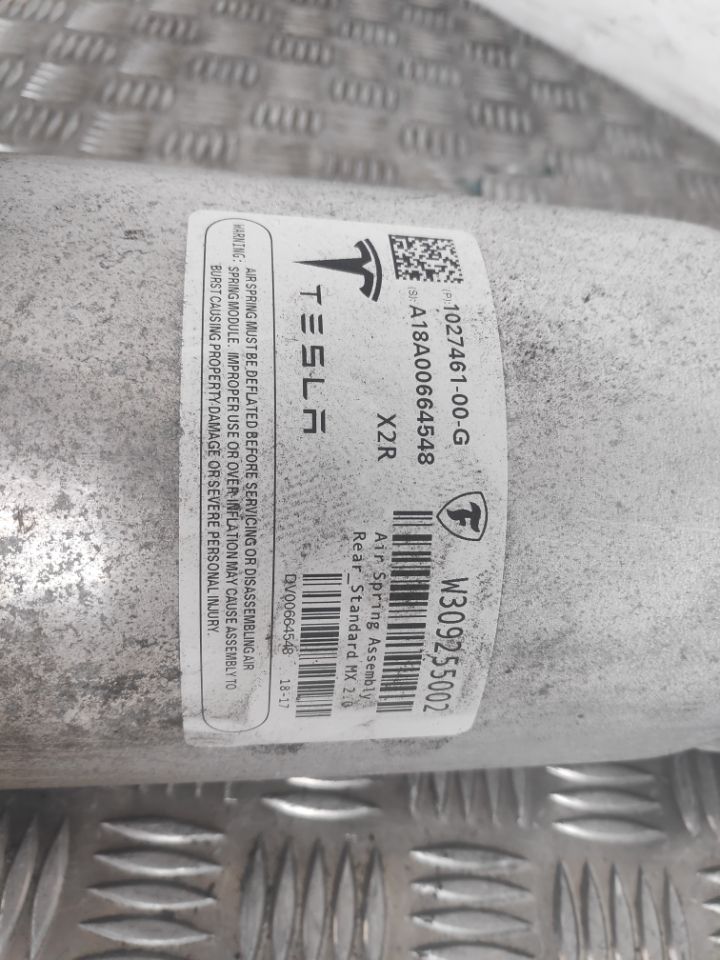 (P):1027461-00-G
(S): A18A00664548
X2R
TESLA
F
W309255002
Air Spring Assembly
Rear_Standard MX 2.0
DV00664548 18-17
WARNING: AIR SPRING MUST BE DEFLATED BEFORE SERVICING OR DISASSEMBLING AIR
SPRING MODULE. IMPROPER USE OR OVER-INFLATION MAY CAUSE ASSEMBLY TO
BURST CAUSING PROPERTY DAMAGE OR SEVERE PERSONAL INJURY.